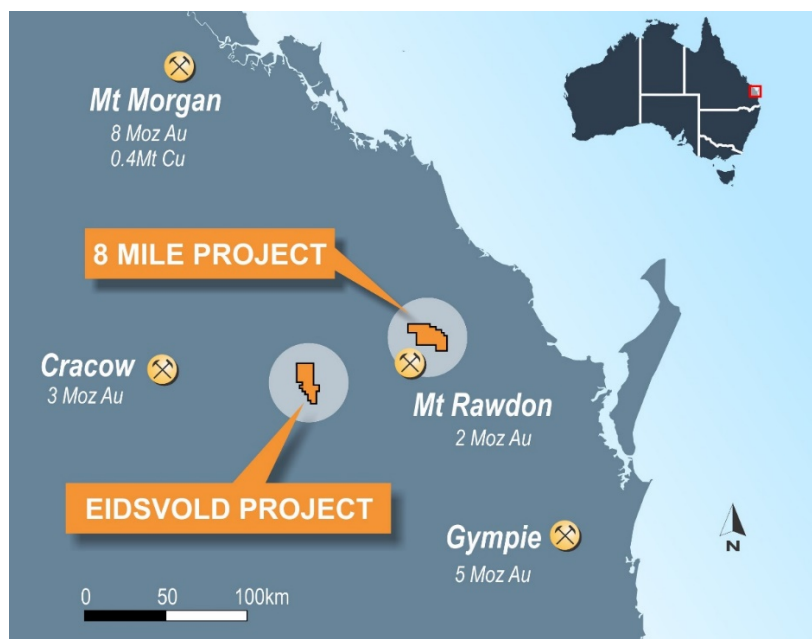 Mt Morgan
8 Moz Au
0.4Mt Cu
8 MILE PROJECT
Cracow
3 Moz Au
Mt Rawdon
2 Moz Au
EIDSVOLD PROJECT
Gympie
5 Moz Au
N
0 50 100km